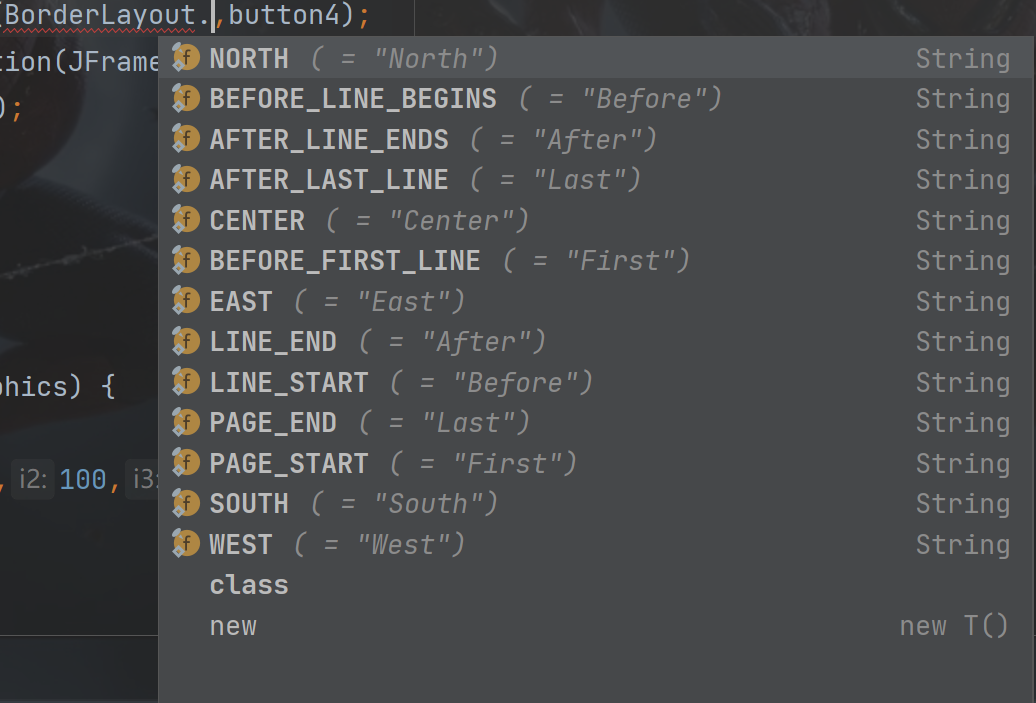 (BorderLayout.,button4);
tion(JFrame
);
NORTH ( = "North") String
BEFORE_LINE_BEGINS ( = "Before") String
AFTER_LINE_ENDS ( = "After") String
AFTER_LAST_LINE ( = "Last") String
CENTER ( = "Center") String
BEFORE_FIRST_LINE ( = "First") String
EAST ( = "East") String
LINE_END ( = "After") String
phics) {
LINE_START ( = "Before") String
PAGE_END ( = "Last") String
, i2: 100, i3:
PAGE_START ( = "First") String
SOUTH ( = "South") String
WEST ( = "West") String
class
new new T()